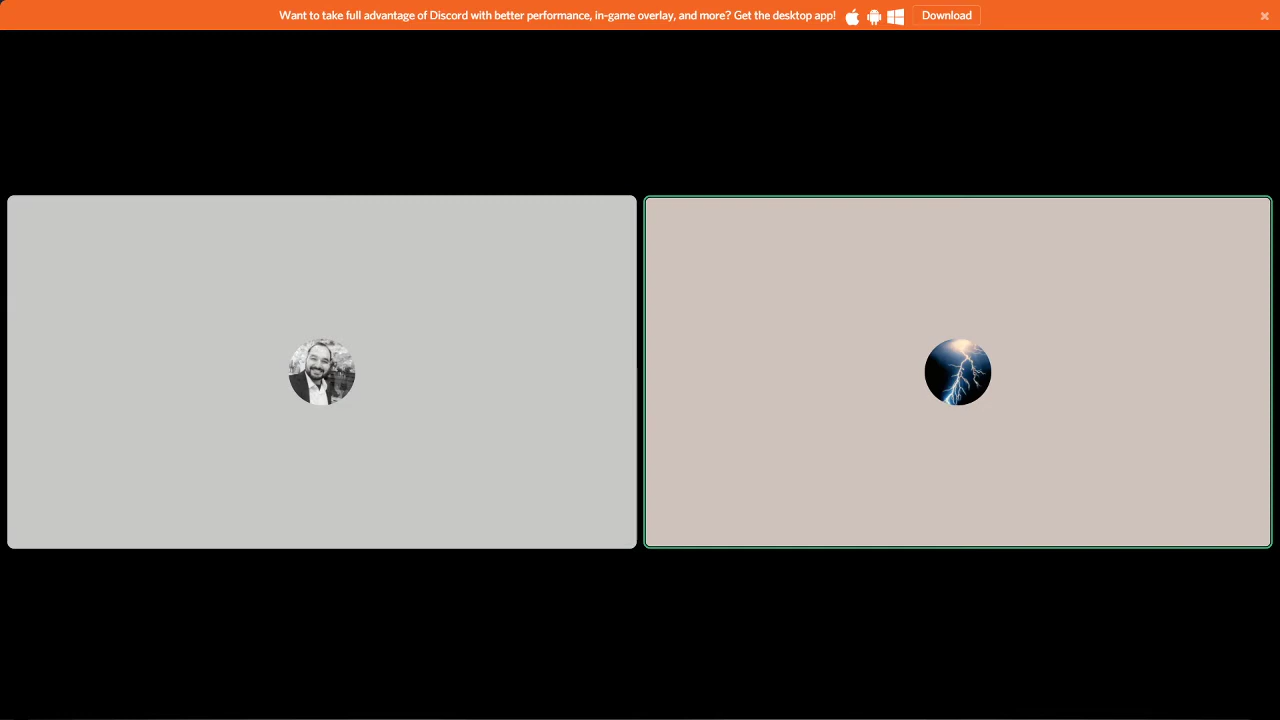 Want to take full advantage of Discord with better performance, in-game overlay, and more? Get the desktop app! Download